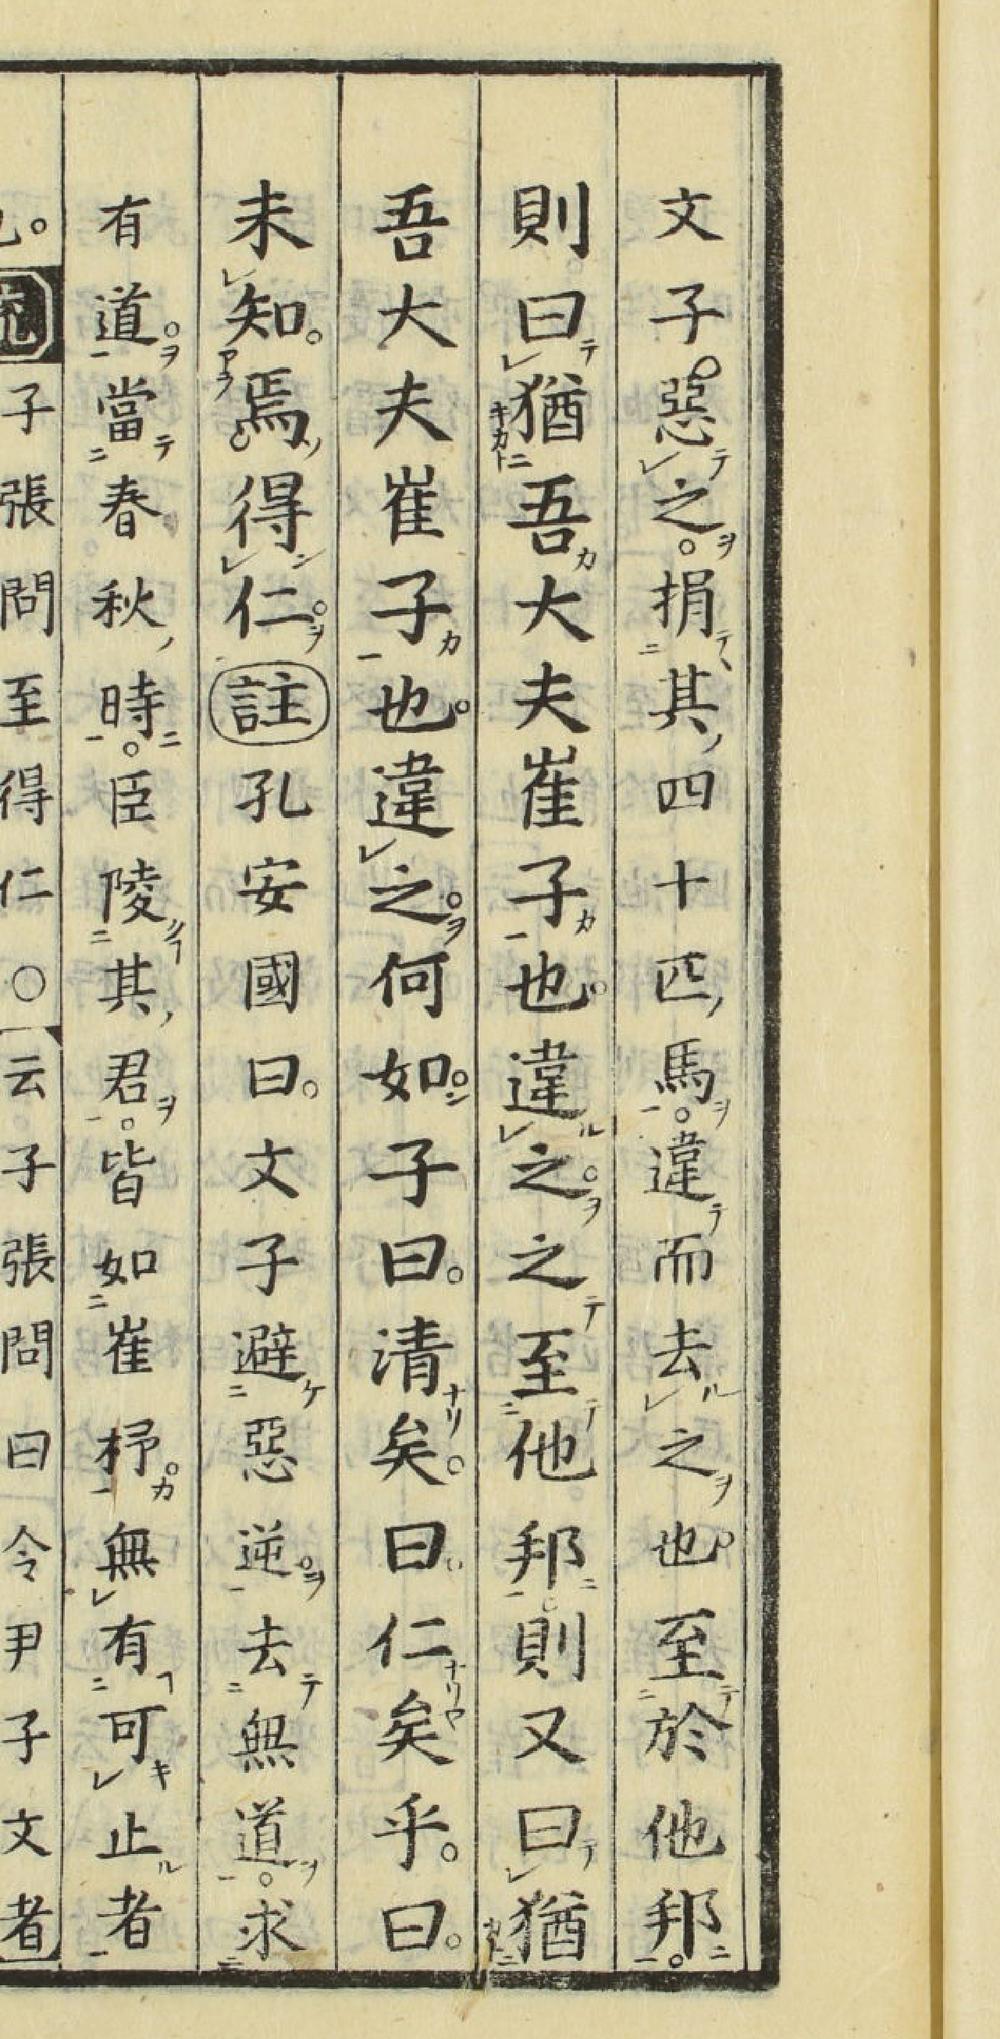 文子惡之。捐其四十匹馬。違而去之也。至於他邦。
則曰猶吾大夫崔子也。違之。之至他邦。則又曰猶
吾大夫崔子也。違之。何如。子曰。清矣。曰。仁矣乎。曰。
未知。焉得仁。註孔安國曰。文子避惡逆。去無道。求
有道。當春秋時。臣陵其君。皆如崔杼。無有可止者
也。疏子張問至得仁○云子張問曰令尹子文者